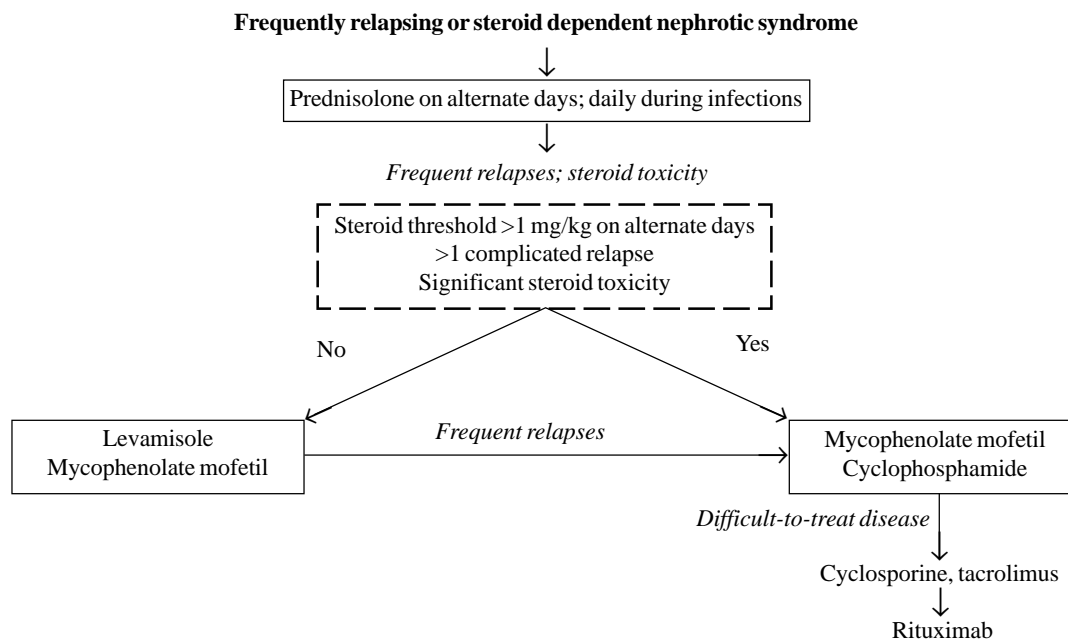 Frequently relapsing or steroid dependent nephrotic syndrome
Prednisolone on alternate days; daily during infections
Frequent relapses; steroid toxicity
Steroid threshold >1 mg/kg on alternate days
>1 complicated relapse
Significant steroid toxicity
No
Yes
Levamisole
Mycophenolate mofetil
Frequent relapses
Mycophenolate mofetil
Cyclophosphamide
Difficult-to-treat disease
Cyclosporine, tacrolimus
Rituximab